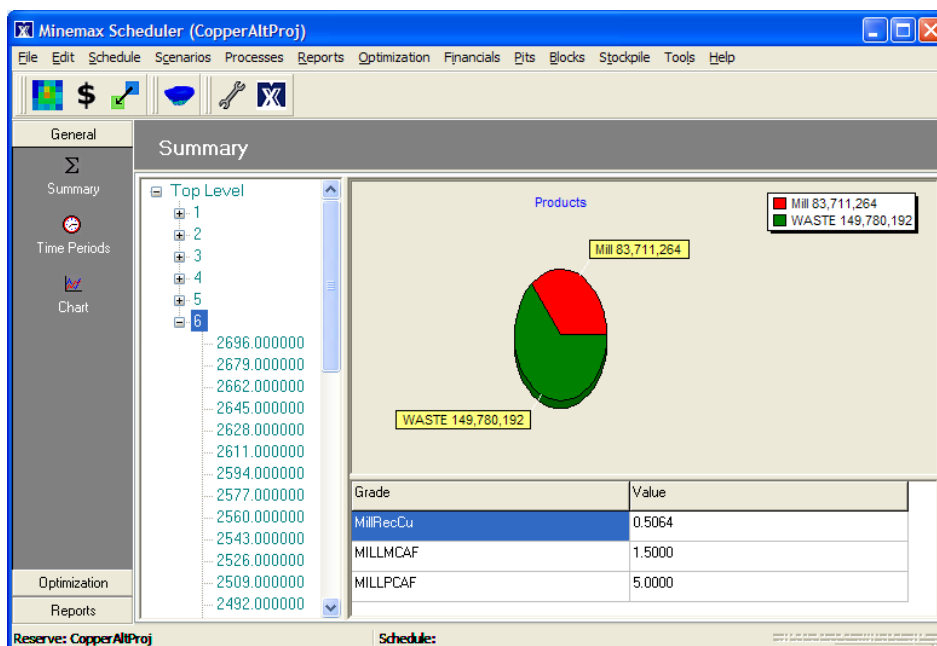 Minemax Scheduler (CopperAltProj)
File Edit Schedule Scenarios Processes Reports Optimization Financials Pits Blocks Stockpile Tools Help
$
General
Σ
Summary
Time Periods
Chart
Optimization
Reports
Summary
Top Level
1
2
3
4
5
6
2696.000000
2679.000000
2662.000000
2645.000000
2628.000000
2611.000000
2594.000000
2577.000000
2560.000000
2543.000000
2526.000000
2509.000000
2492.000000
Products
Mill 83,711,264
WASTE 149,780,192
Mill 83,711,264
WASTE 149,780,192
Grade Value
MillRecCu 0.5064
MILLMCAF 1.5000
MILLPCAF 5.0000
Reserve: CopperAltProj Schedule: